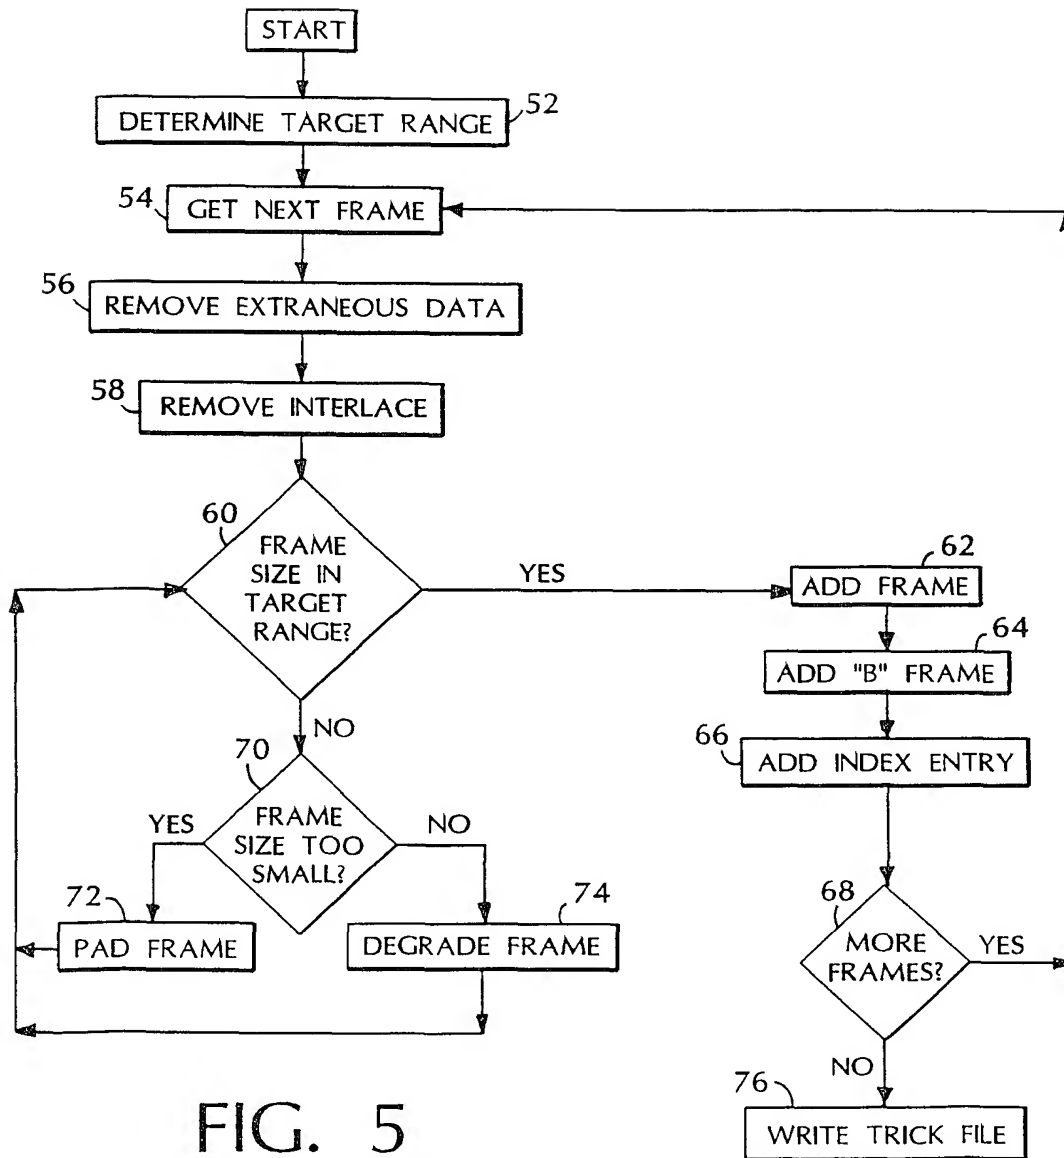 START
52
DETERMINE TARGET RANGE
54
GET NEXT FRAME
56
REMOVE EXTRANEOUS DATA
58
REMOVE INTERLACE
60
FRAME
SIZE IN
TARGET
RANGE?
YES
NO
62
ADD FRAME
64
ADD "B" FRAME
66
ADD INDEX ENTRY
68
MORE
FRAMES?
YES
NO
70
FRAME
SIZE TOO
SMALL?
YES
NO
72
PAD FRAME
74
DEGRADE FRAME
76
WRITE TRICK FILE
FIG. 5